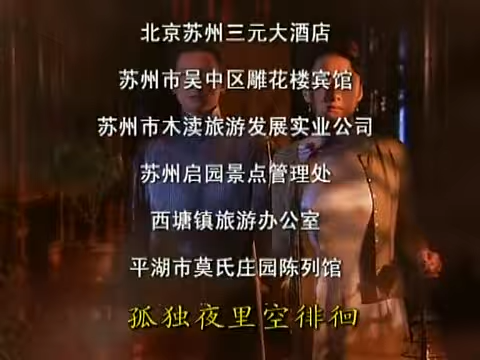 北京苏州三元大酒店
苏州市吴中区雕花楼宾馆
苏州市木渎旅游发展实业公司
苏州启园景点管理处
西塘镇旅游办公室
平湖市莫氏庄园陈列馆
孤独夜里空徘徊